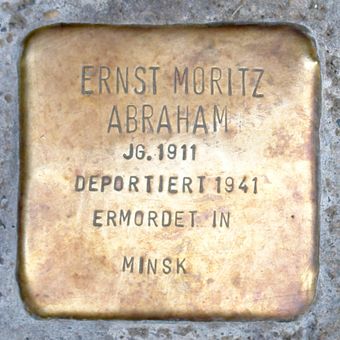 ERNST MORITZ
ABRAHAM
JG. 1911
DEPORTIERT 1941
ERMORDET IN
MINSK